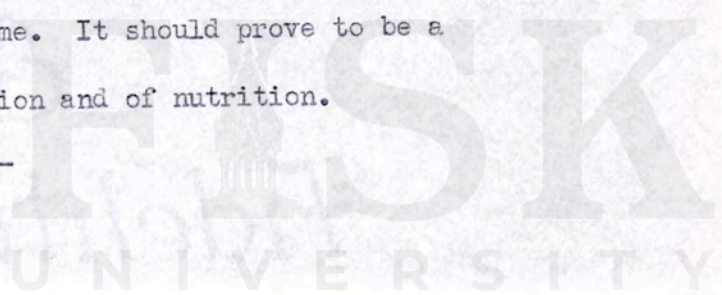 me. It should prove to be a
ion and of nutrition.
–
FISK
UNIVERSITY